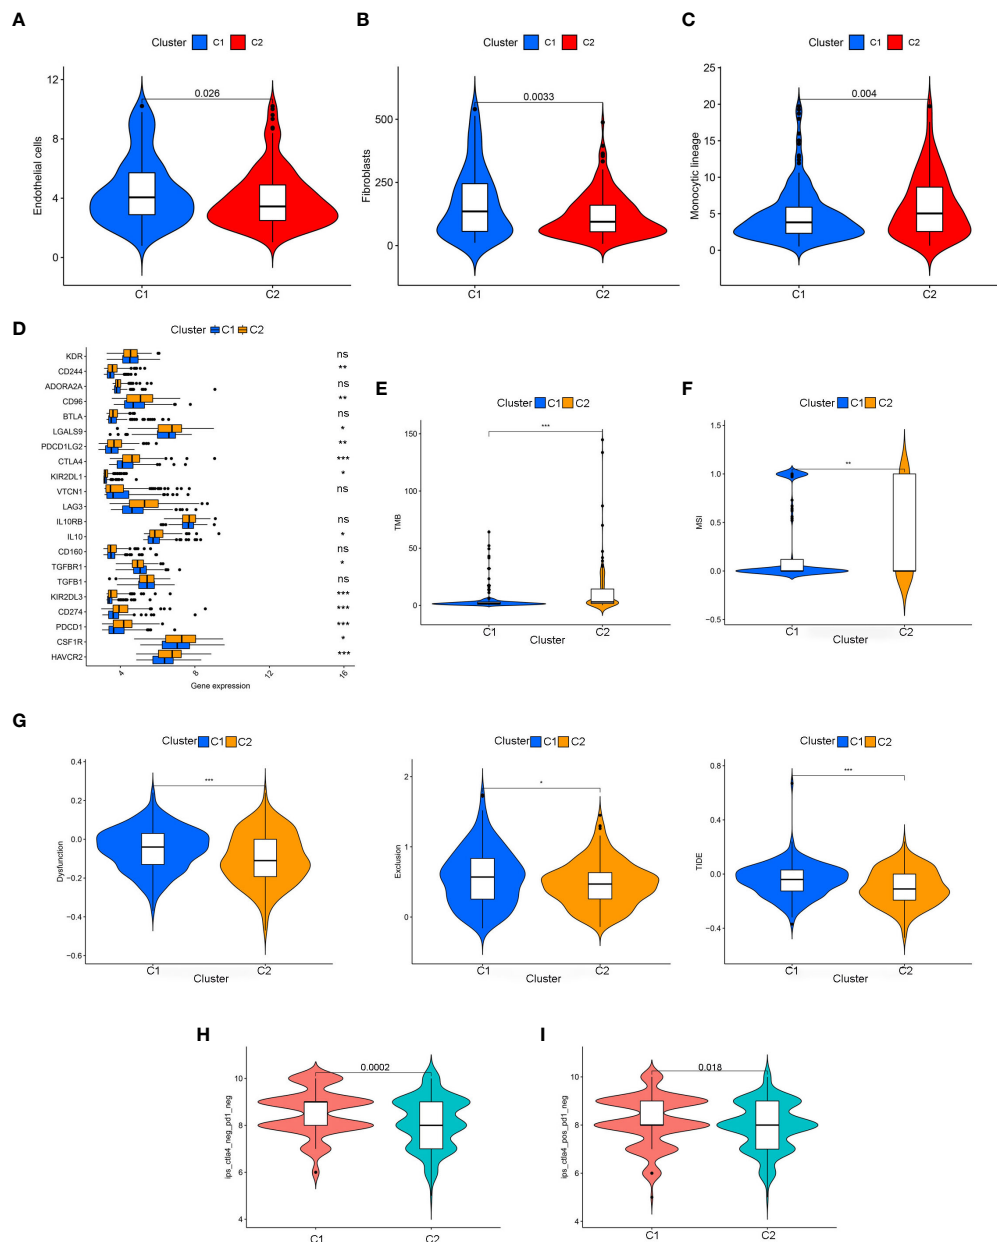 A
Cluster C1 C2
Endothelial cells
12
8
4
0
0.026
C1 C2
B
Cluster C1 C2
Fibroblasts
500
250
0
0.0033
C1 C2
C
Cluster C1 C2
Monocytic lineage
25
20
15
10
5
0
0.004
C1 C2
D
Cluster C1 C2
KDR ns
CD244 **
ADORA2A ns
CD96 **
BTLA ns
LGALS9 *
PDCD1LG2 **
CTLA4 ***
KIR2DL1 *
VTCN1 ns
LAG3
IL10RB ns
IL10 *
CD160 ns
TGFBR1 *
TGFB1 ns
KIR2DL3 ***
CD274 ***
PDCD1 ***
CSF1R *
HAVCR2 ***
4 8 12 16
Gene expression
E
Cluster C1 C2
TMB
150
100
50
0
***
C1 C2
Cluster
F
Cluster C1 C2
MSI
1.5
1.0
0.5
0.0
−0.5
**
C1 C2
Cluster
G
Cluster C1 C2
Dysfunction
0.4
0.2
0.0
−0.2
−0.4
−0.6
***
C1 C2
Cluster
Cluster C1 C2
Exclusion
2
1
0
*
C1 C2
Cluster
Cluster C1 C2
TIDE
0.8
0.4
0.0
−0.4
***
C1 C2
Cluster
H
ips_ctla4_neg_pd1_neg
10
8
6
4
0.0002
C1 C2
I
ips_ctla4_pos_pd1_neg
10
8
6
4
0.018
C1 C2